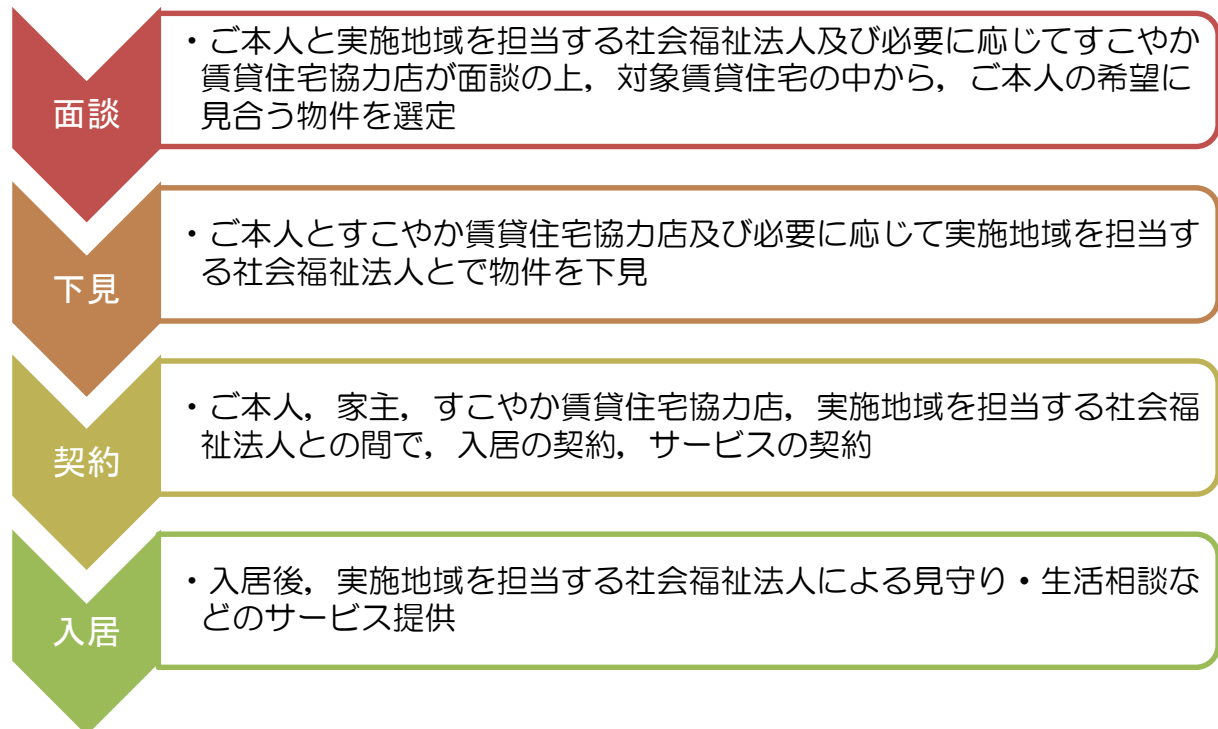 面談
・ご本人と実施地域を担当する社会福祉法人及び必要に応じてすこやか
賃貸住宅協力店が面談の上，対象賃貸住宅の中から，ご本人の希望に
見合う物件を選定
下見
・ご本人とすこやか賃貸住宅協力店及び必要に応じて実施地域を担当す
る社会福祉法人とで物件を下見
契約
・ご本人，家主，すこやか賃貸住宅協力店，実施地域を担当する社会福
祉法人との間で，入居の契約，サービスの契約
入居
・入居後，実施地域を担当する社会福祉法人による見守り・生活相談な
どのサービス提供